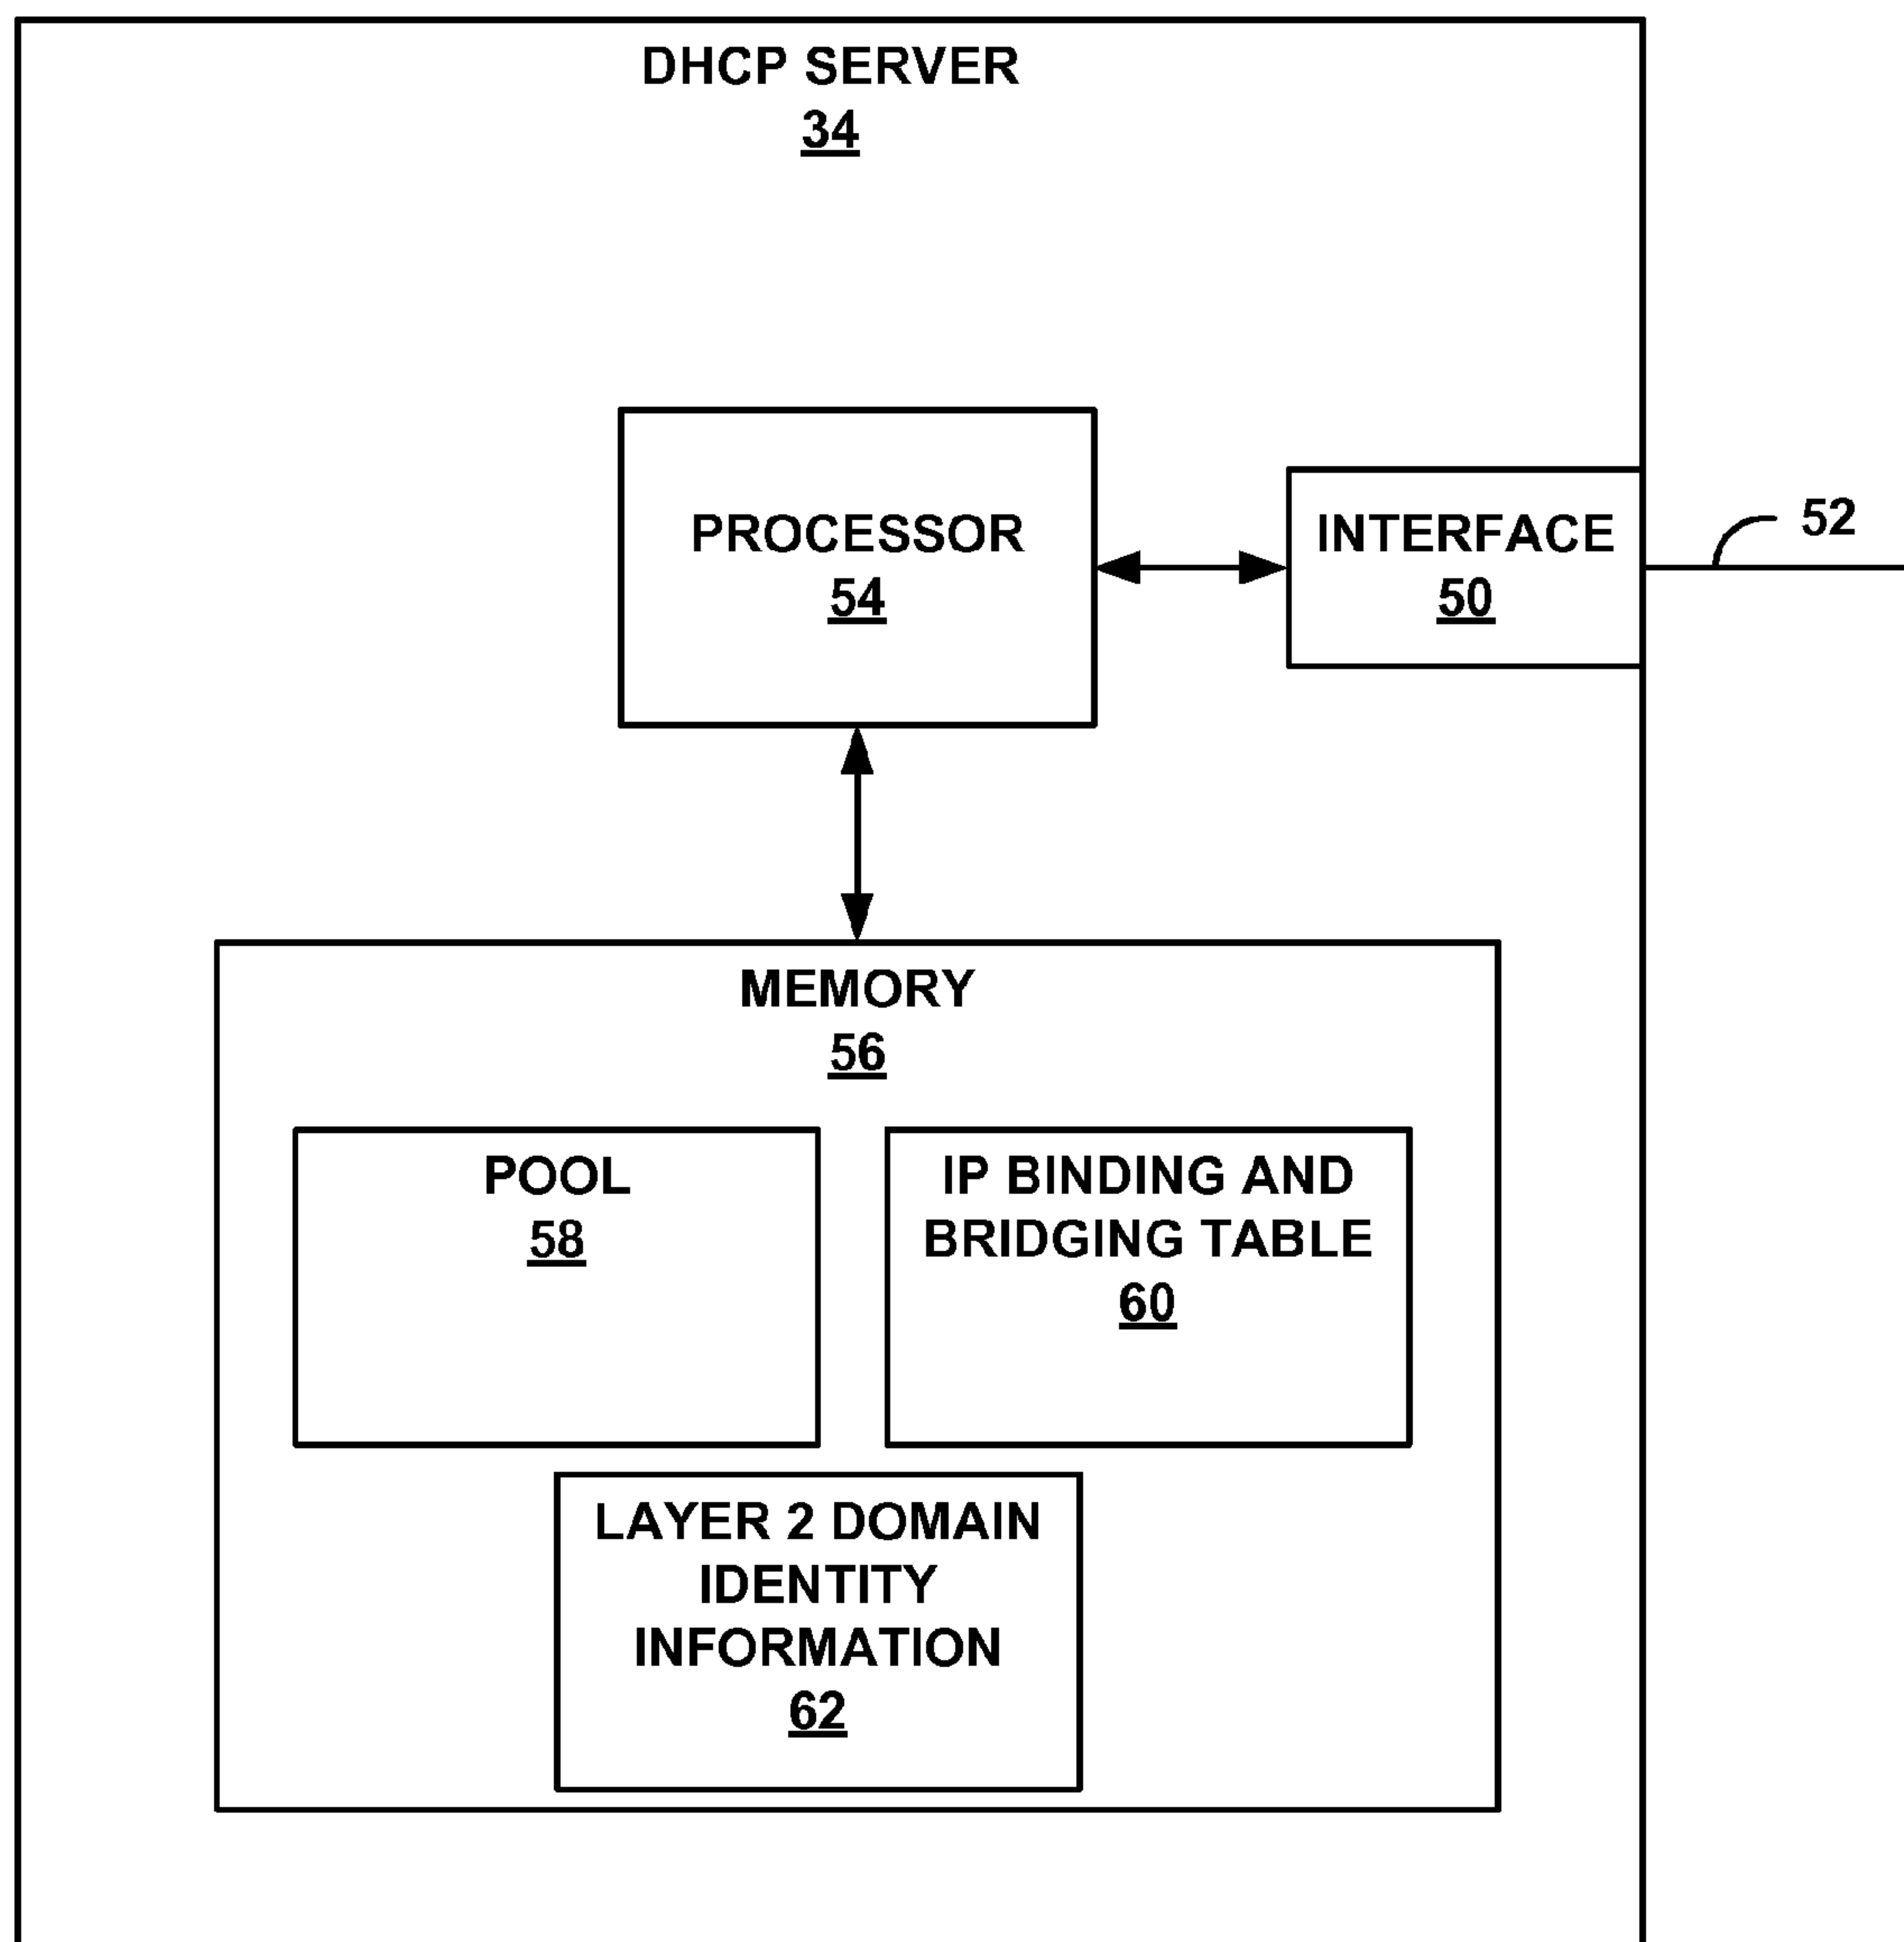 DHCP SERVER
34
PROCESSOR
54
INTERFACE
50
52
MEMORY
56
POOL
58
IP BINDING AND
BRIDGING TABLE
60
LAYER 2 DOMAIN
IDENTITY
INFORMATION
62